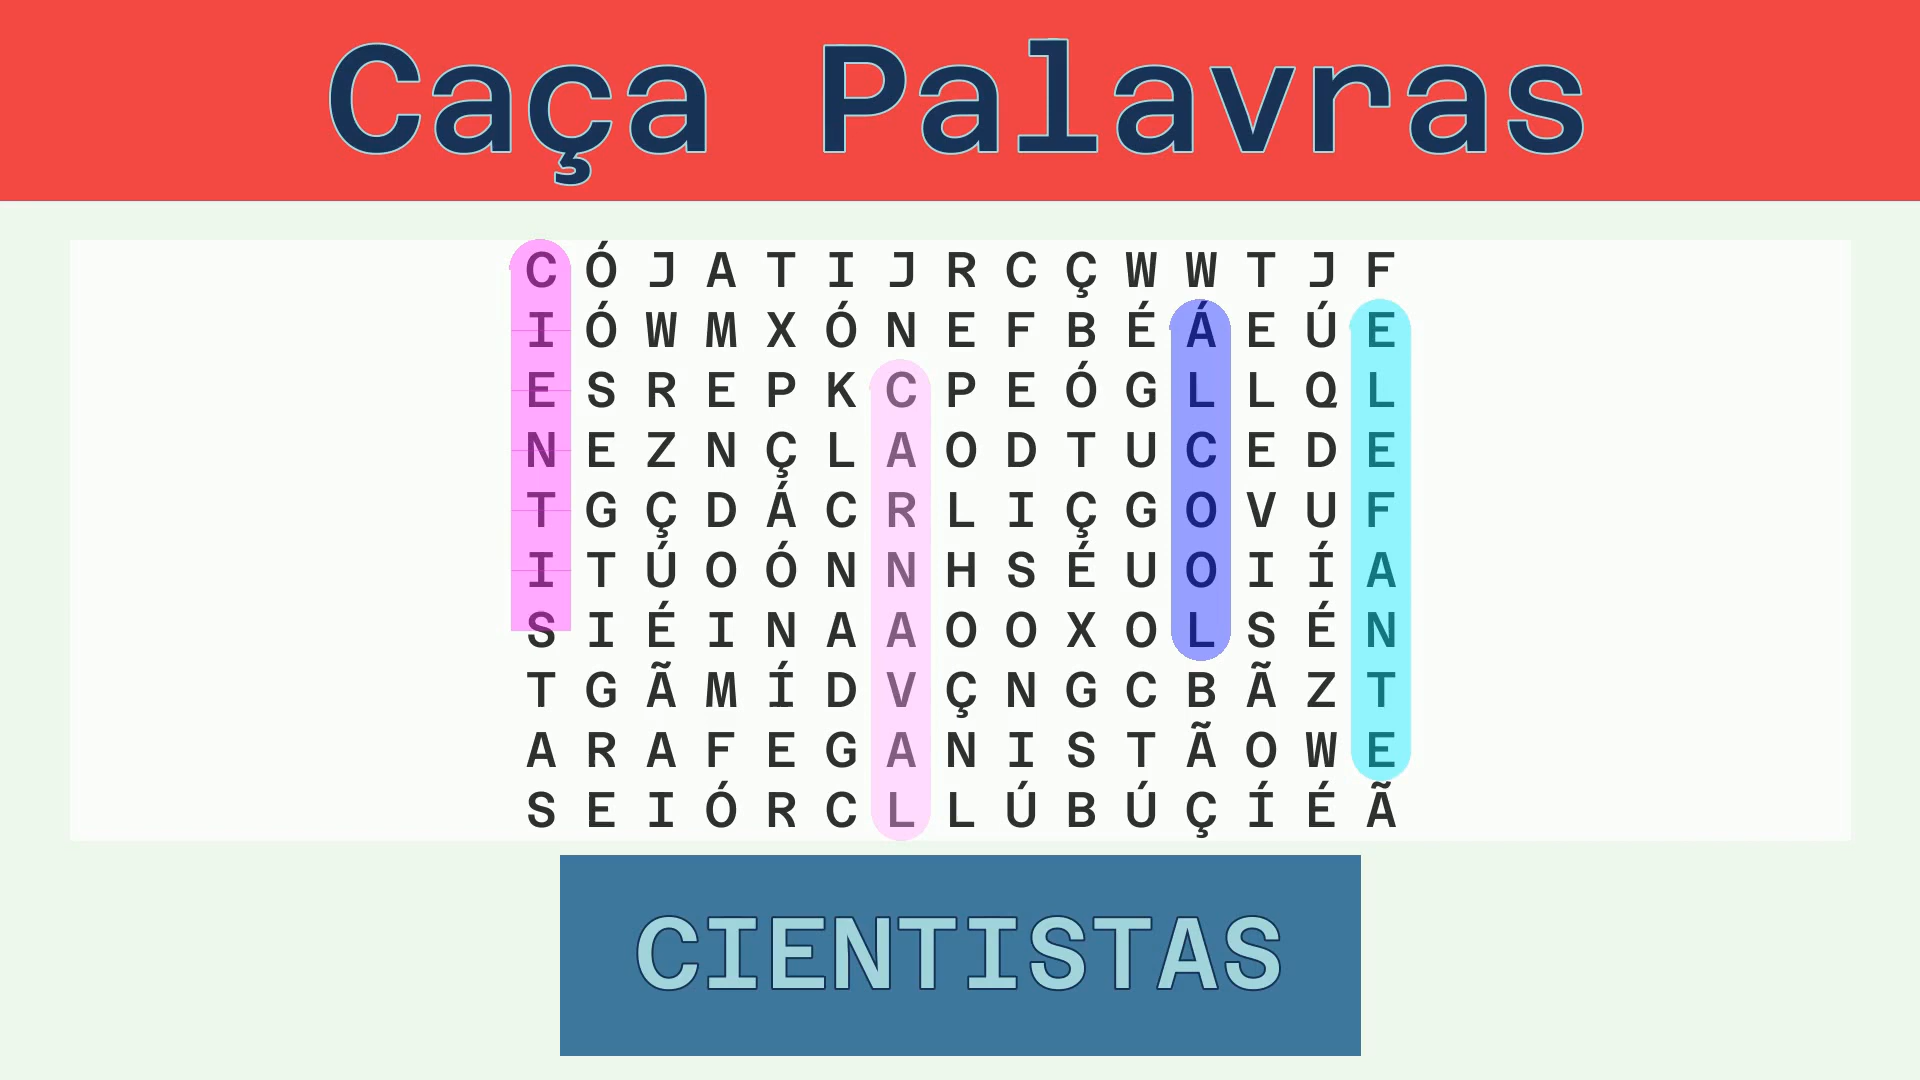 Caça Palavras
C Ó J A T I J R C Ç W W T J F
I Ó W M X Ó N E F B É Á E Ú E
E S R E P K C P E Ó G L L Q L
N E Z N Ç L A O D T U C E D E
T G Ç D Á C R L I Ç G O V U F
I T Ú O Ó N N H S É U O I Í A
S I É I N A A O O X O L S É N
T G Ã M Í D V Ç N G C B Ã Z T
A R A F E G A N I S T Ã O W E
S E I Ó R C L L Ú B Ú Ç Í É Ã
CIENTISTAS